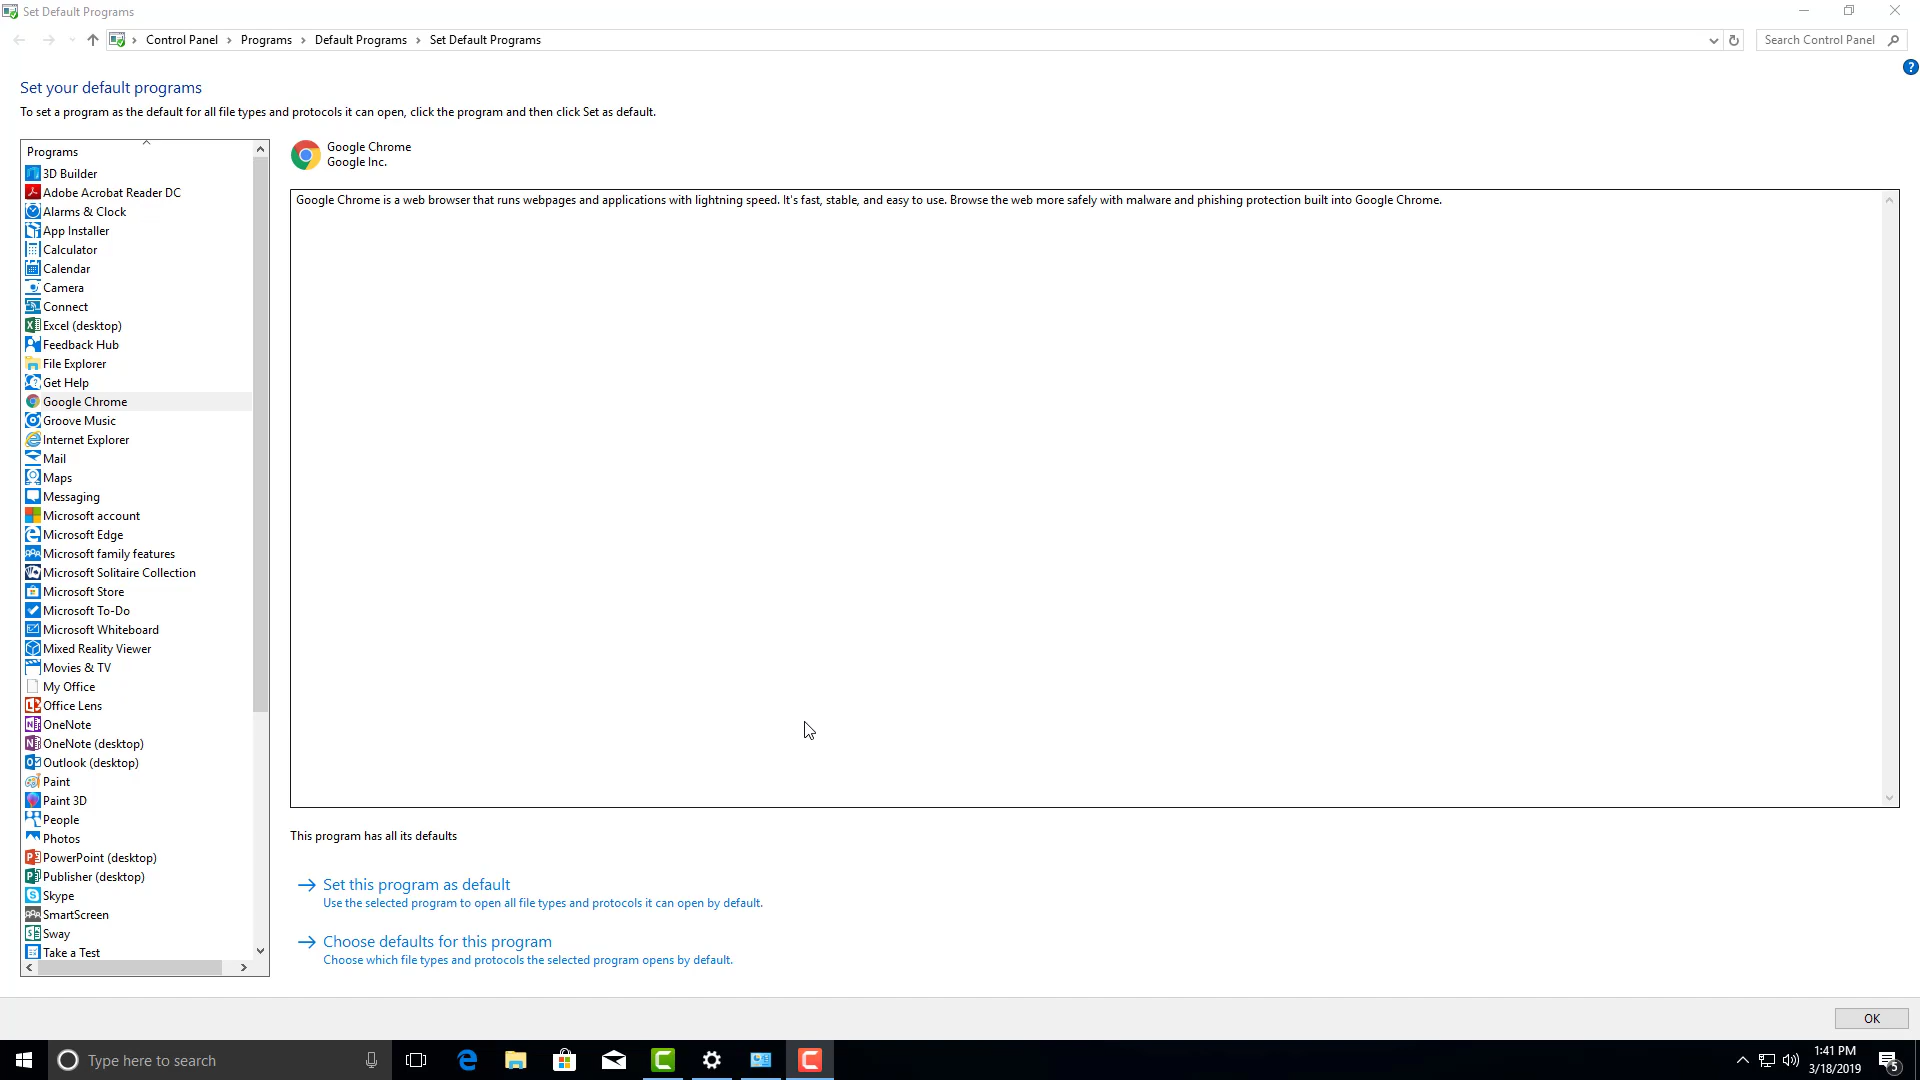 Set Default Programs
Control Panel > Programs > Default Programs > Set Default Programs
Search Control Panel
?
Set your default programs
To set a program as the default for all file types and protocols it can open, click the program and then click Set as default.
Programs
3D Builder
Adobe Acrobat Reader DC
Alarms & Clock
App Installer
Calculator
Calendar
Camera
Connect
Excel (desktop)
Feedback Hub
File Explorer
Get Help
Google Chrome
Groove Music
Internet Explorer
Mail
Maps
Messaging
Microsoft account
Microsoft Edge
Microsoft family features
Microsoft Solitaire Collection
Microsoft Store
Microsoft To-Do
Microsoft Whiteboard
Mixed Reality Viewer
Movies & TV
My Office
Office Lens
OneNote
OneNote (desktop)
Outlook (desktop)
Paint
Paint 3D
People
Photos
PowerPoint (desktop)
Publisher (desktop)
Skype
SmartScreen
Sway
Take a Test
Google Chrome
Google Inc.
Google Chrome is a web browser that runs webpages and applications with lightning speed. It's fast, stable, and easy to use. Browse the web more safely with malware and phishing protection built into Google Chrome.
This program has all its defaults
Set this program as default
Use the selected program to open all file types and protocols it can open by default.
Choose defaults for this program
Choose which file types and protocols the selected program opens by default.
OK
Type here to search
1:41 PM
3/18/2019
5